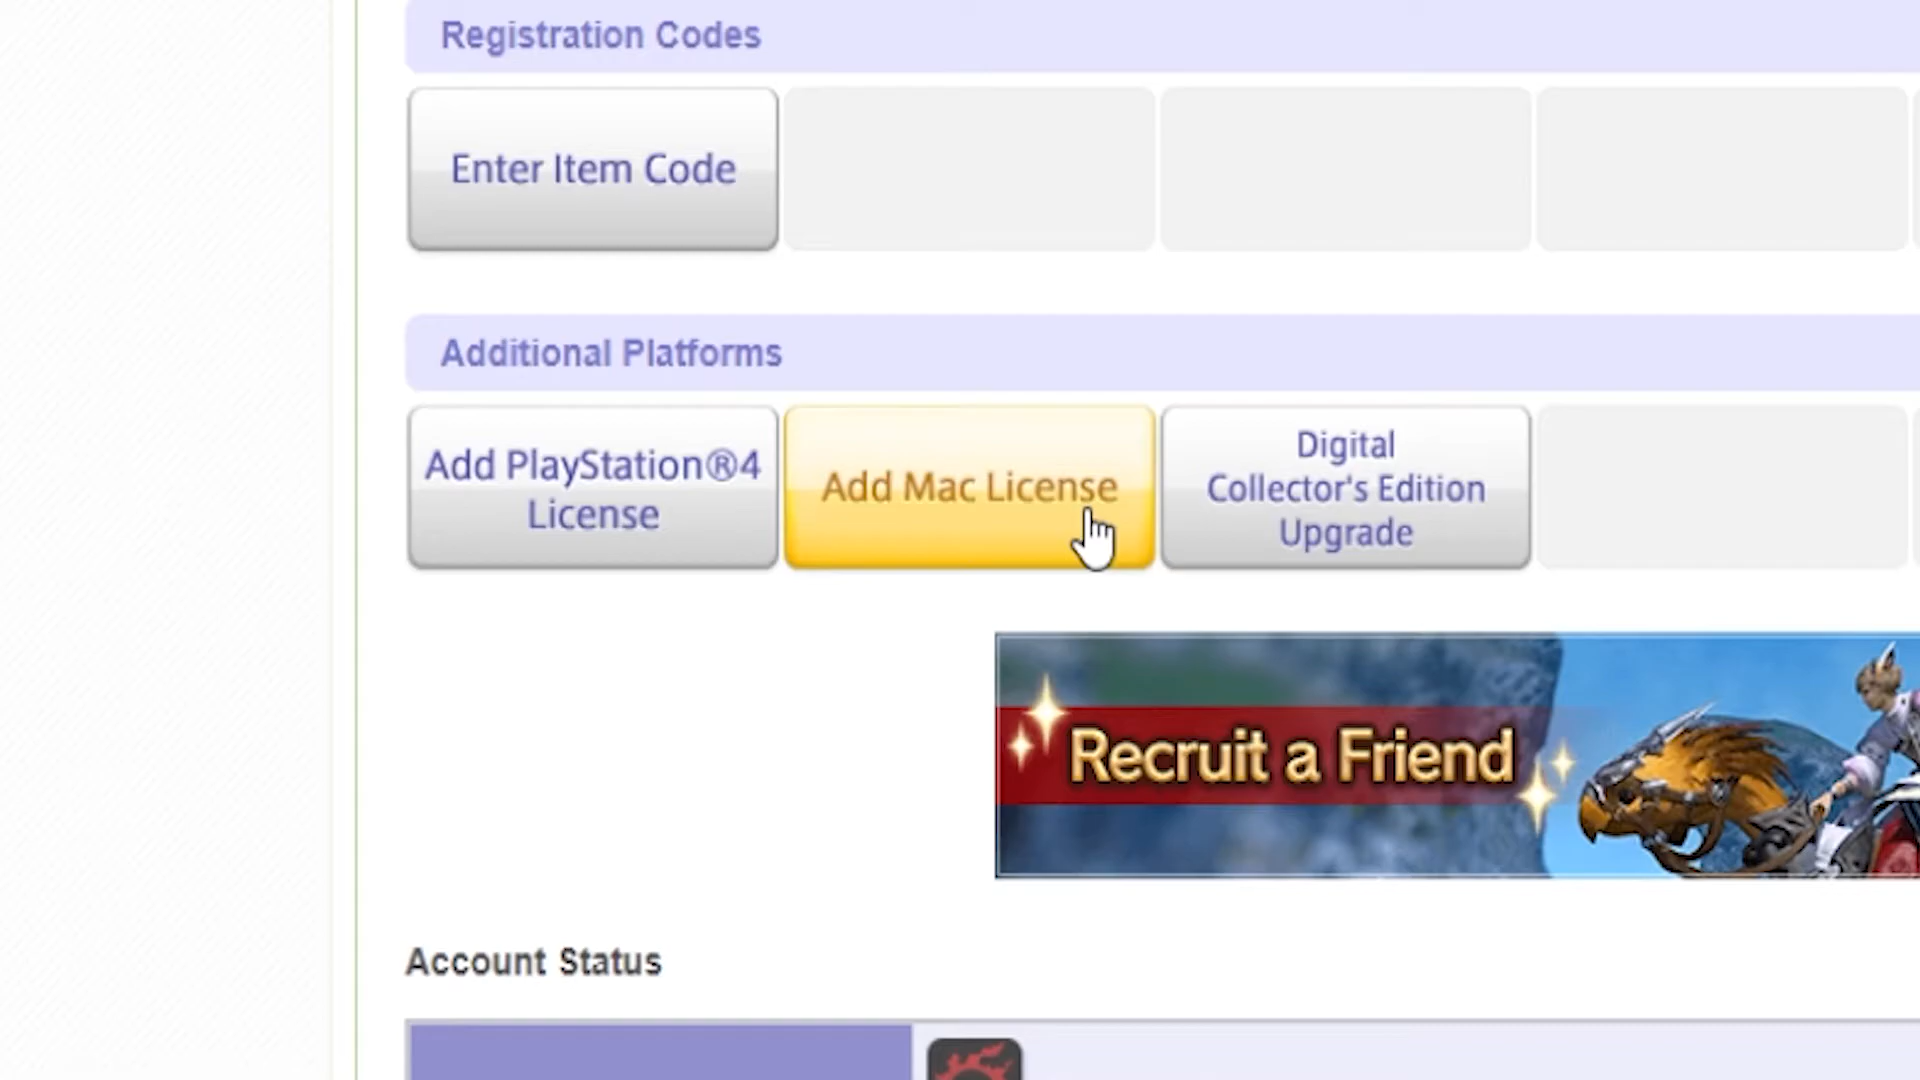 Registration Codes
Enter Item Code
Additional Platforms
Add PlayStation®4
License
Add Mac License
Digital
Collector's Edition
Upgrade
Recruit a Friend
Account Status